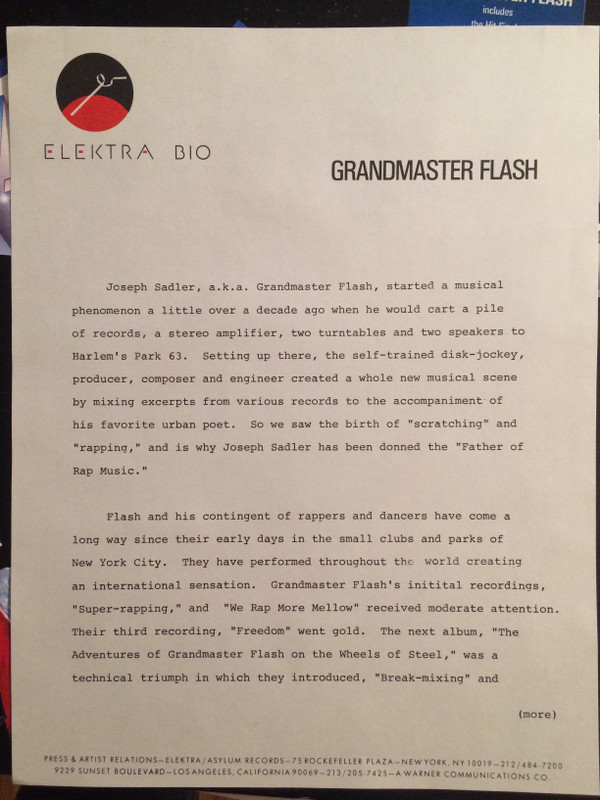 includes
ELEKTRA BIO
GRANDMASTER FLASH
Joseph Sadler, a.k.a. Grandmaster Flash, started a musical
phenomenon a little over a decade ago when he would cart a pile
of records, a stereo amplifier, two turntables and two speakers to
Harlem's Park 63. Setting up there, the self-trained disk-jockey,
producer, composer and engineer created a whole new musical scene
by mixing excerpts from various records to the accompaniment of
his favorite urban poet. So we saw the birth of "scratching" and
"rapping," and is why Joseph Sadler has been donned the "Father of
Rap Music."
Flash and his contingent of rappers and dancers have come a
long way since their early days in the small clubs and parks of
New York City. They have performed throughout the world creating
an international sensation. Grandmaster Flash's initital recordings,
"Super-rapping," and "We Rap More Mellow" received moderate attention.
Their third recording, "Freedom" went gold. The next album, "The
Adventures of Grandmaster Flash on the Wheels of Steel," was a
technical triumph in which they introduced, "Break-mixing" and
(more)
PRESS & ARTIST RELATIONS—ELEKTRA/ASYLUM RECORDS—75 ROCKEFELLER PLAZA—NEW YORK, NY 10019—212/484-7200
9229 SUNSET BOULEVARD—LOS ANGELES, CALIFORNIA 90069—213/205-7425—A WARNER COMMUNICATIONS CO.